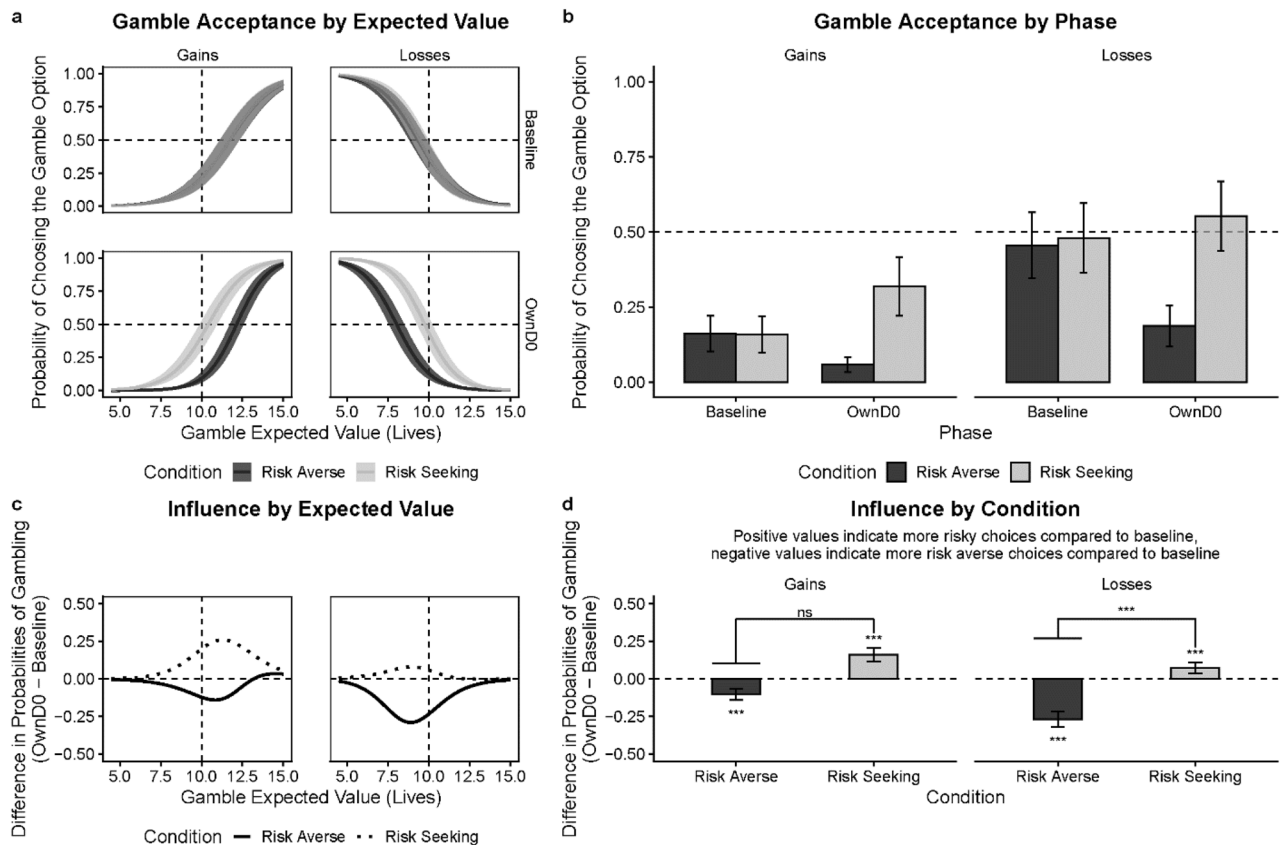 a
Gamble Acceptance by Expected Value
Gains
Losses
Probability of Choosing the Gamble Option
1.00
0.75
0.50
0.25
0.00
Baseline
1.00
0.75
0.50
0.25
0.00
OwnD0
5.0 7.5 10.0 12.5 15.0
5.0 7.5 10.0 12.5 15.0
Gamble Expected Value (Lives)
Condition Risk Averse Risk Seeking
b
Gamble Acceptance by Phase
Gains
Losses
Probability of Choosing the Gamble Option
1.00
0.75
0.50
0.25
0.00
Baseline OwnD0
Baseline OwnD0
Phase
Condition Risk Averse Risk Seeking
c
Influence by Expected Value
Difference in Probabilities of Gambling
(OwnD0 − Baseline)
0.50
0.25
0.00
−0.25
−0.50
5.0 7.5 10.0 12.5 15.0
5.0 7.5 10.0 12.5 15.0
Gamble Expected Value (Lives)
Condition Risk Averse Risk Seeking
d
Influence by Condition
Positive values indicate more risky choices compared to baseline,
negative values indicate more risk averse choices compared to baseline
Gains
Losses
Difference in Probabilities of Gambling
(OwnD0 − Baseline)
0.50
0.25
0.00
−0.25
−0.50
ns
***
***
***
***
***
Risk Averse Risk Seeking
Risk Averse Risk Seeking
Condition